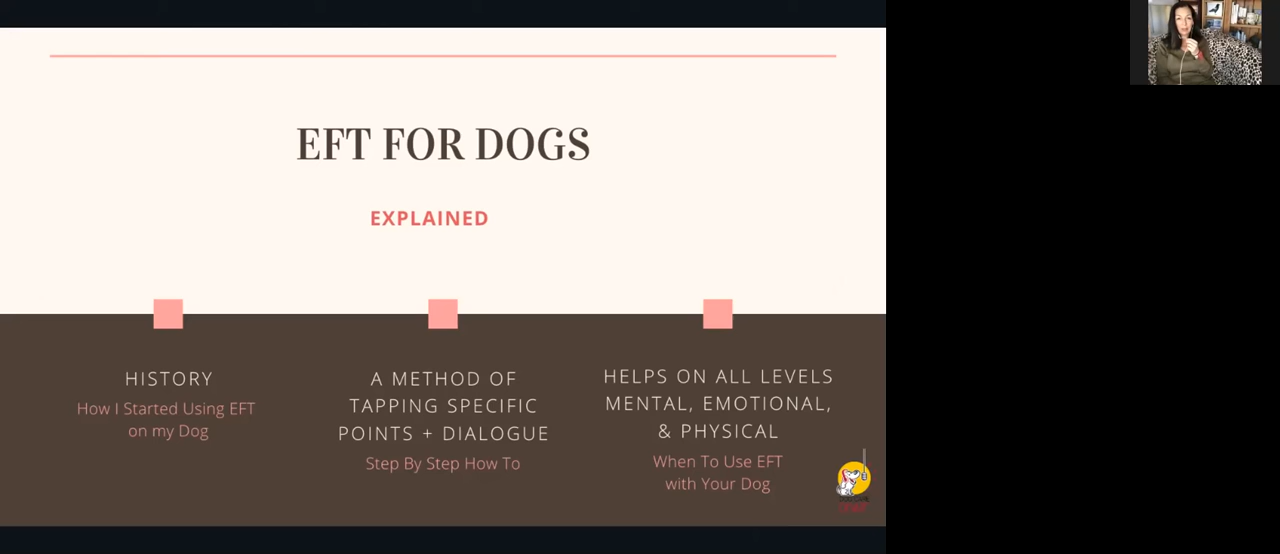 EFT FOR DOGS
EXPLAINED
HISTORY
How I Started Using EFT
on my Dog
A METHOD OF
TAPPING SPECIFIC
POINTS + DIALOGUE
Step By Step How To
HELPS ON ALL LEVELS
MENTAL, EMOTIONAL,
& PHYSICAL
When To Use EFT
with Your Dog